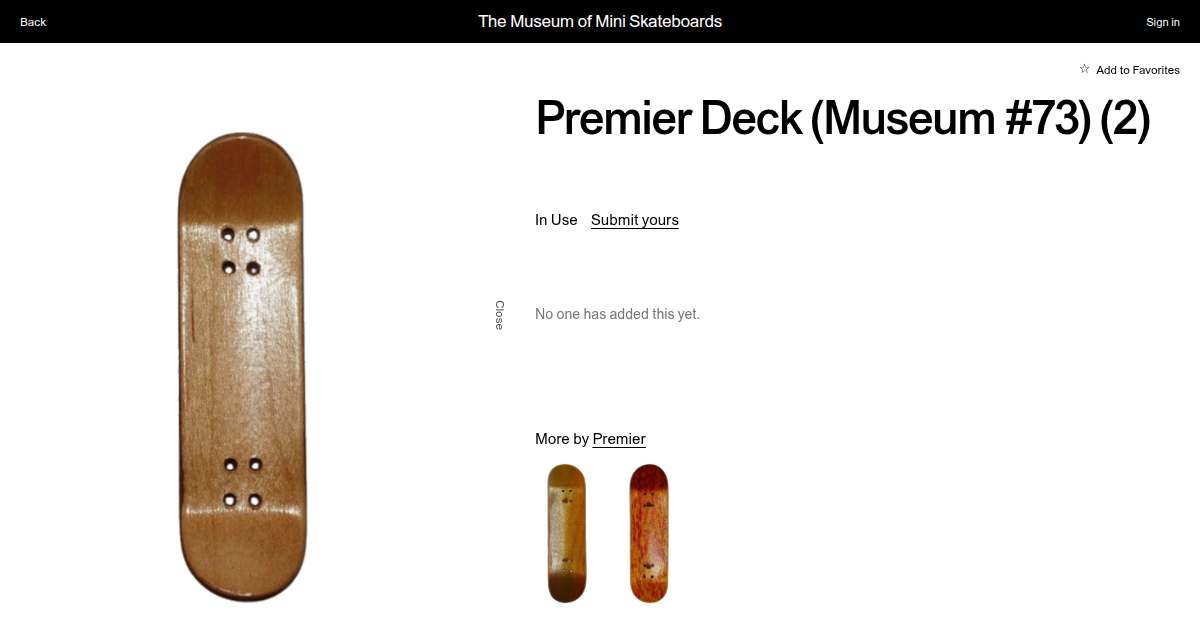 Back
The Museum of Mini Skateboards
Sign in
☆ Add to Favorites
Premier Deck (Museum #73) (2)
In Use Submit yours
Close
No one has added this yet.
More by Premier